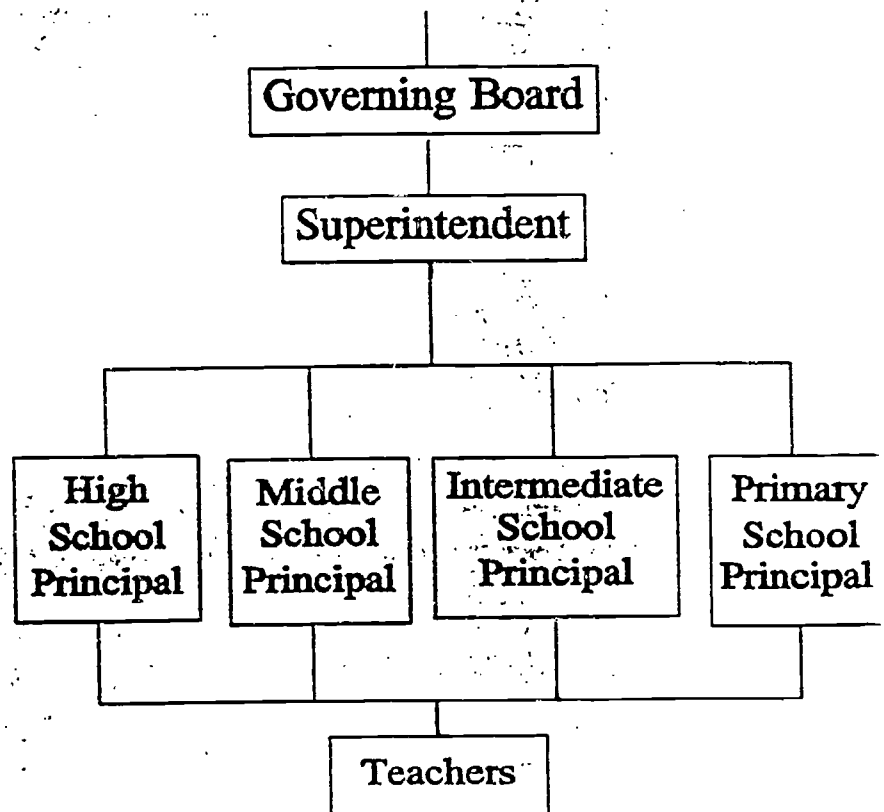 Governing Board
Superintendent
High
School
Principal
Middle
School
Principal
Intermediate
School
Principal
Primary
School
Principal
Teachers